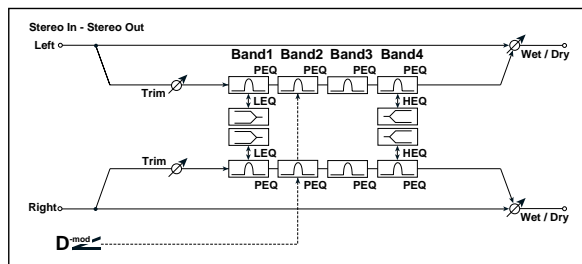 Stereo In - Stereo Out
Left
Wet / Dry
Band1 Band2 Band3 Band4
PEQ PEQ PEQ PEQ
Trim
LEQ HEQ
LEQ HEQ
Trim
PEQ PEQ PEQ PEQ
Right
Wet / Dry
D-mod